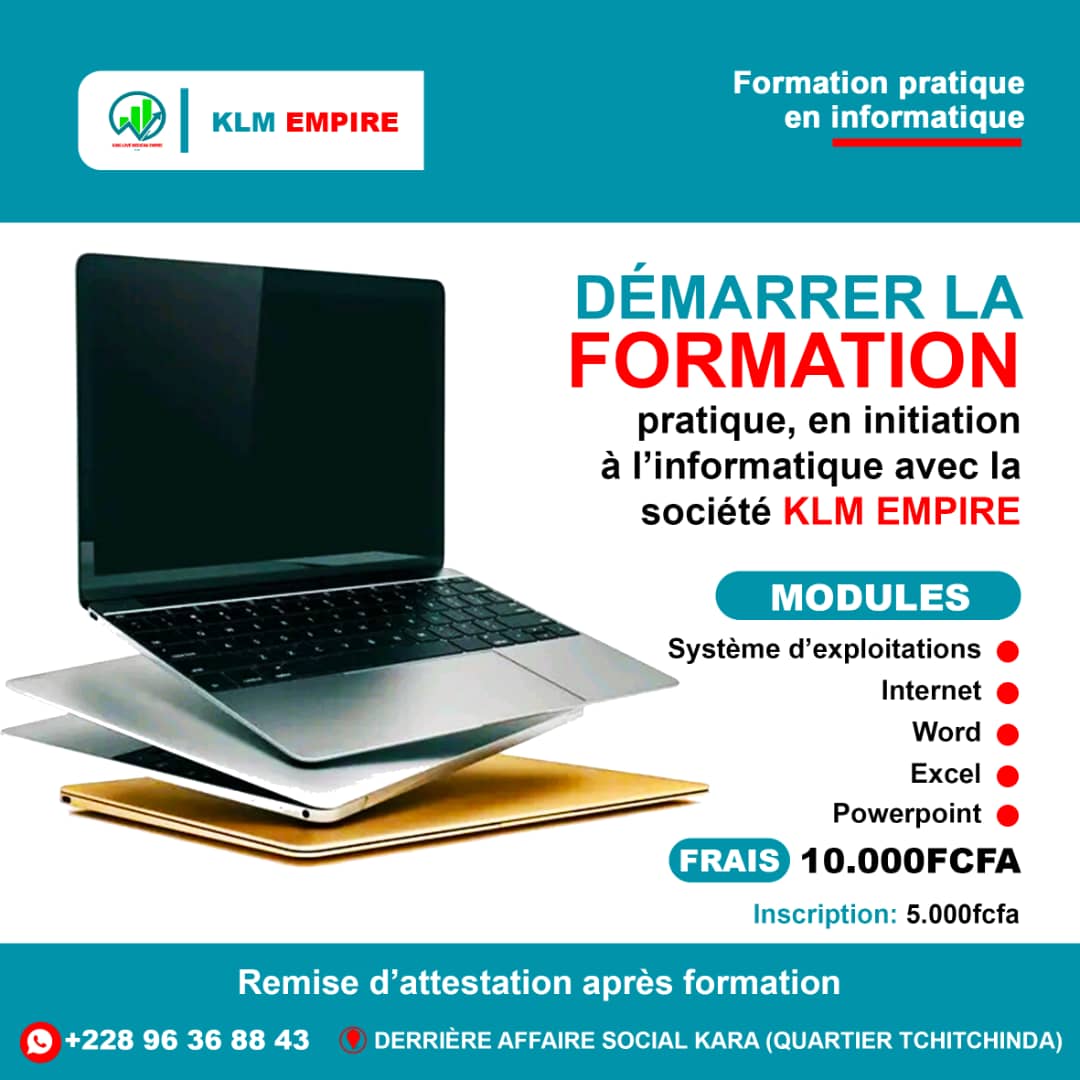 KLM EMPIRE
Formation pratique
en informatique
DÉMARRER LA
FORMATION
pratique, en initiation
à l’informatique avec la
société KLM EMPIRE
MODULES
Système d’exploitations
Internet
Word
Excel
Powerpoint
FRAIS 10.000FCFA
Inscription: 5.000fcfa
Remise d’attestation après formation
+228 96 36 88 43 DERRIÈRE AFFAIRE SOCIAL KARA (QUARTIER TCHITCHINDA)